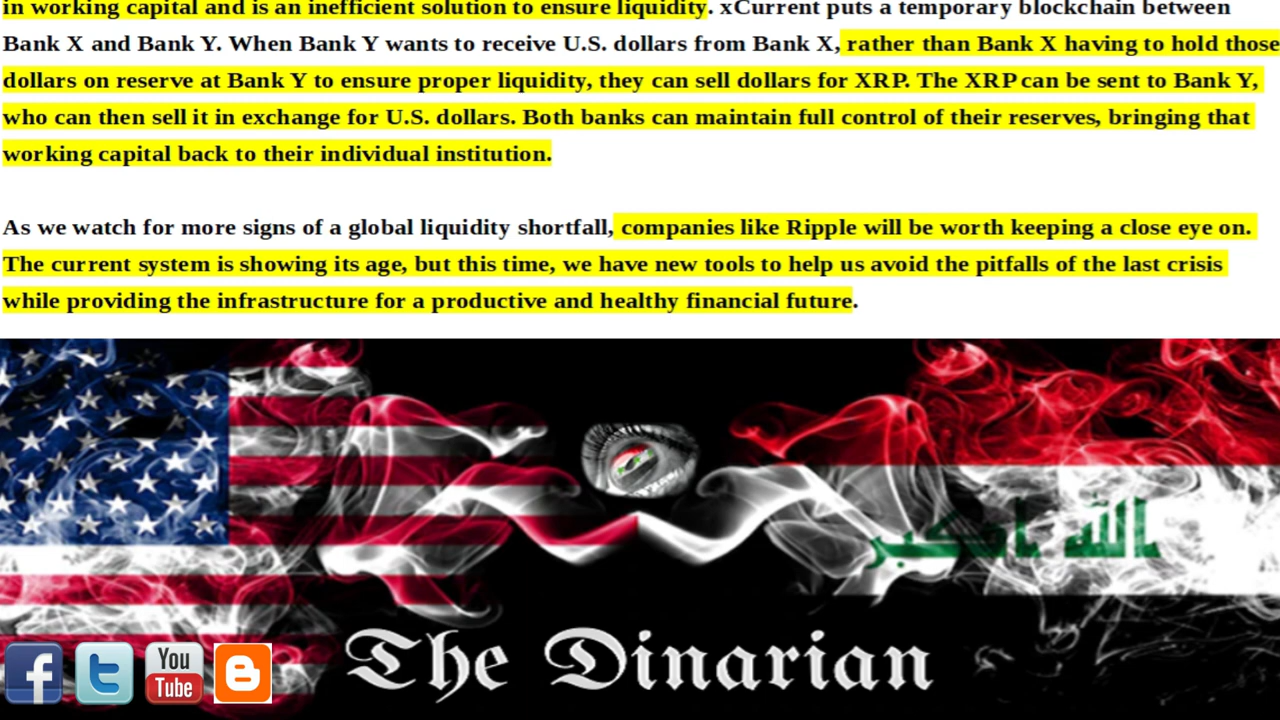 in working capital and is an inefficient solution to ensure liquidity. xCurrent puts a temporary blockchain between
Bank X and Bank Y. When Bank Y wants to receive U.S. dollars from Bank X, rather than Bank X having to hold those
dollars on reserve at Bank Y to ensure proper liquidity, they can sell dollars for XRP. The XRP can be sent to Bank Y,
who can then sell it in exchange for U.S. dollars. Both banks can maintain full control of their reserves, bringing that
working capital back to their individual institution.
As we watch for more signs of a global liquidity shortfall, companies like Ripple will be worth keeping a close eye on.
The current system is showing its age, but this time, we have new tools to help us avoid the pitfalls of the last crisis
while providing the infrastructure for a productive and healthy financial future.
الله اكبر
You
Tube
The Dinarian